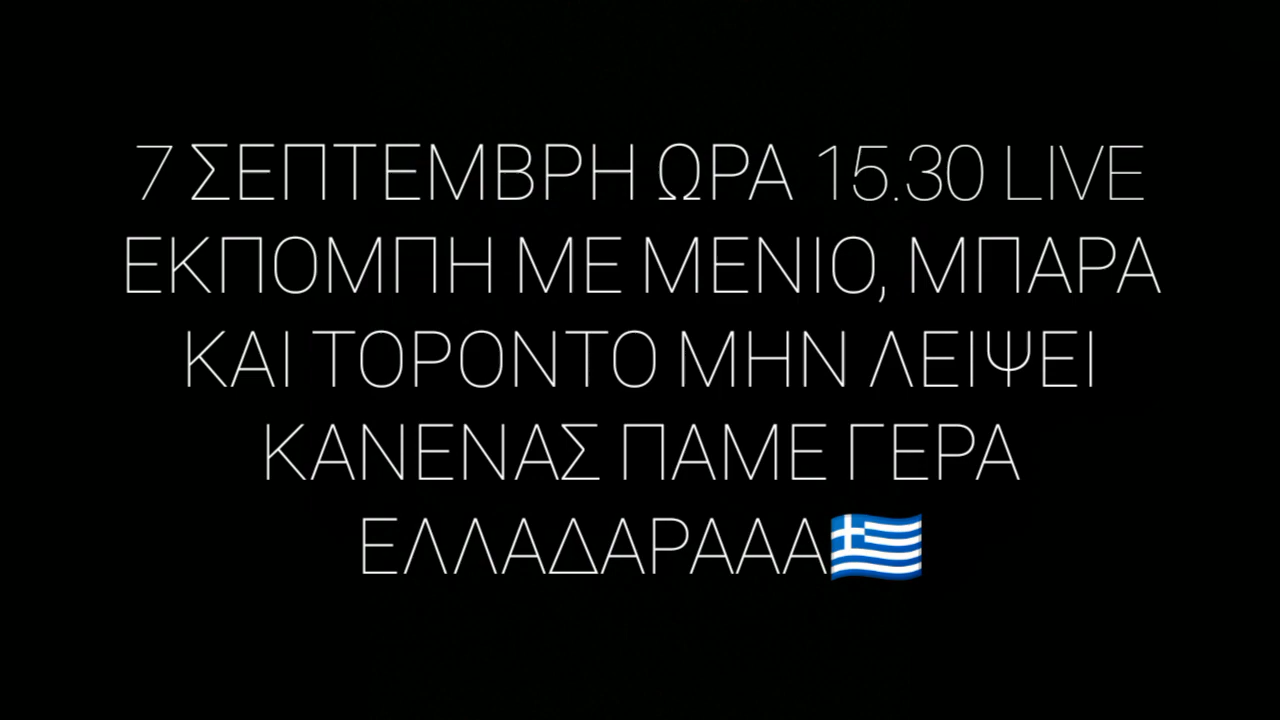 7 ΣΕΠΤΕΜΒΡΗ ΩΡΑ 15.30 LIVE
ΕΚΠΟΜΠΗ ΜΕ ΜΕΝΙΟ, ΜΠΑΡΑ
ΚΑΙ ΤΟΡΟΝΤΟ ΜΗΝ ΛΕΙΨΕΙ
ΚΑΝΕΝΑΣ ΠΑΜΕ ΓΕΡΑ
ΕΛΛΑΔΑΡΑΑΑ🇬🇷